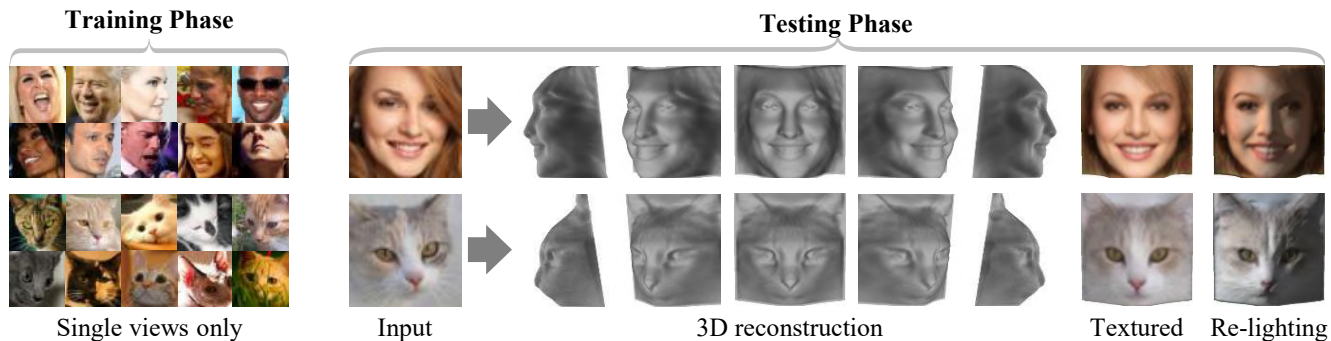 Training Phase
Testing Phase
Single views only
Input
3D reconstruction
Textured
Re-lighting